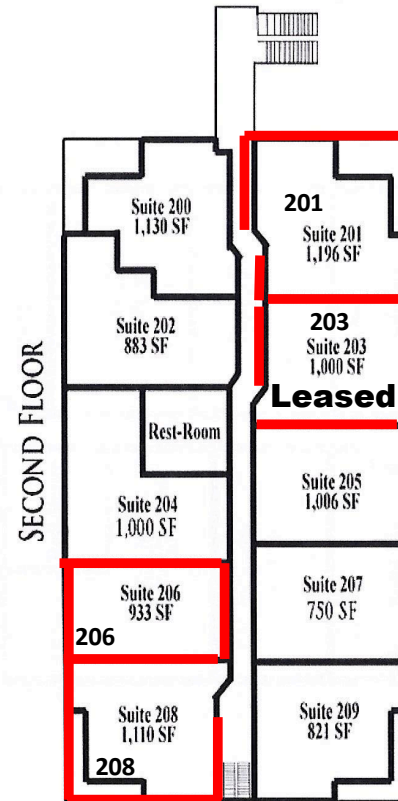 SECOND FLOOR
Suite 200
1,130 SF
201
Suite 201
1,196 SF
Suite 202
883 SF
203
Suite 203
1,000 SF
Leased
Rest-Room
Suite 204
1,000 SF
Suite 205
1,006 SF
Suite 206
933 SF
206
Suite 207
750 SF
Suite 208
1,110 SF
208
Suite 209
821 SF